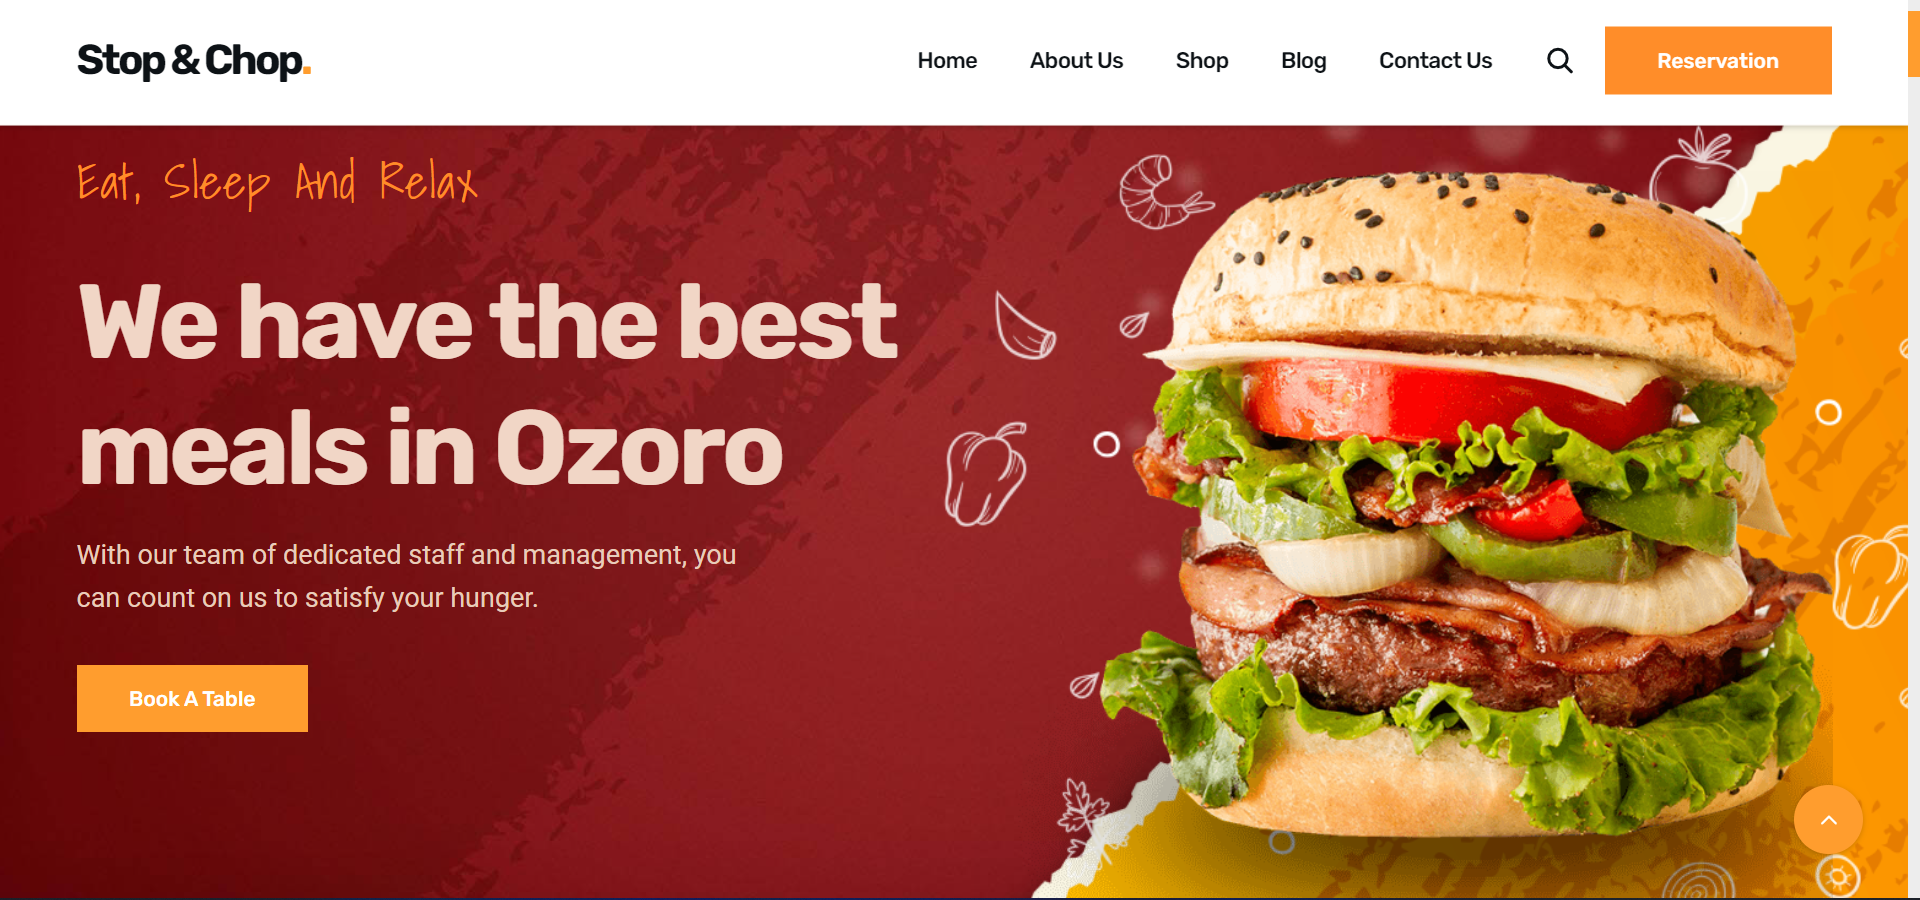 Stop & Chop.
Home About Us Shop Blog Contact Us Reservation
Eat, Sleep And Relax
We have the best
meals in Ozoro
With our team of dedicated staff and management, you
can count on us to satisfy your hunger.
Book A Table